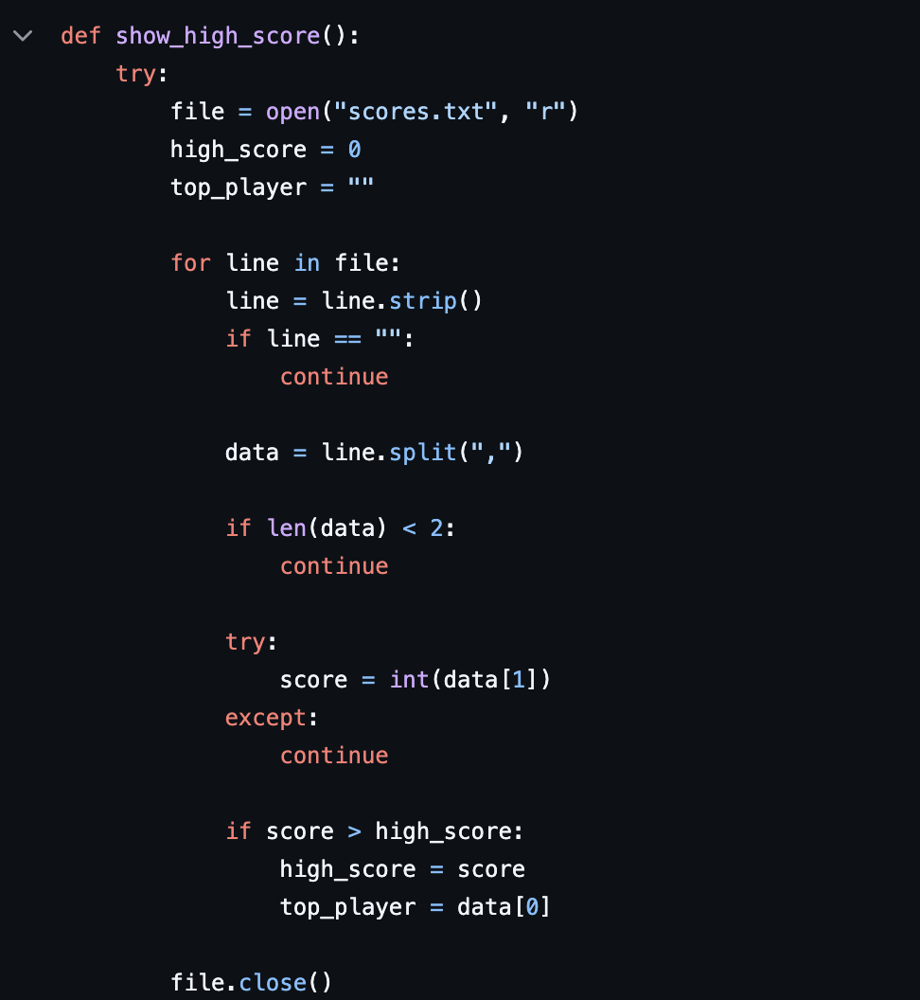 def show_high_score():
    try:
        file = open("scores.txt", "r")
        high_score = 0
        top_player = ""

        for line in file:
            line = line.strip()
            if line == "":
                continue

            data = line.split(",")

            if len(data) < 2:
                continue

            try:
                score = int(data[1])
            except:
                continue

            if score > high_score:
                high_score = score
                top_player = data[0]

        file.close()